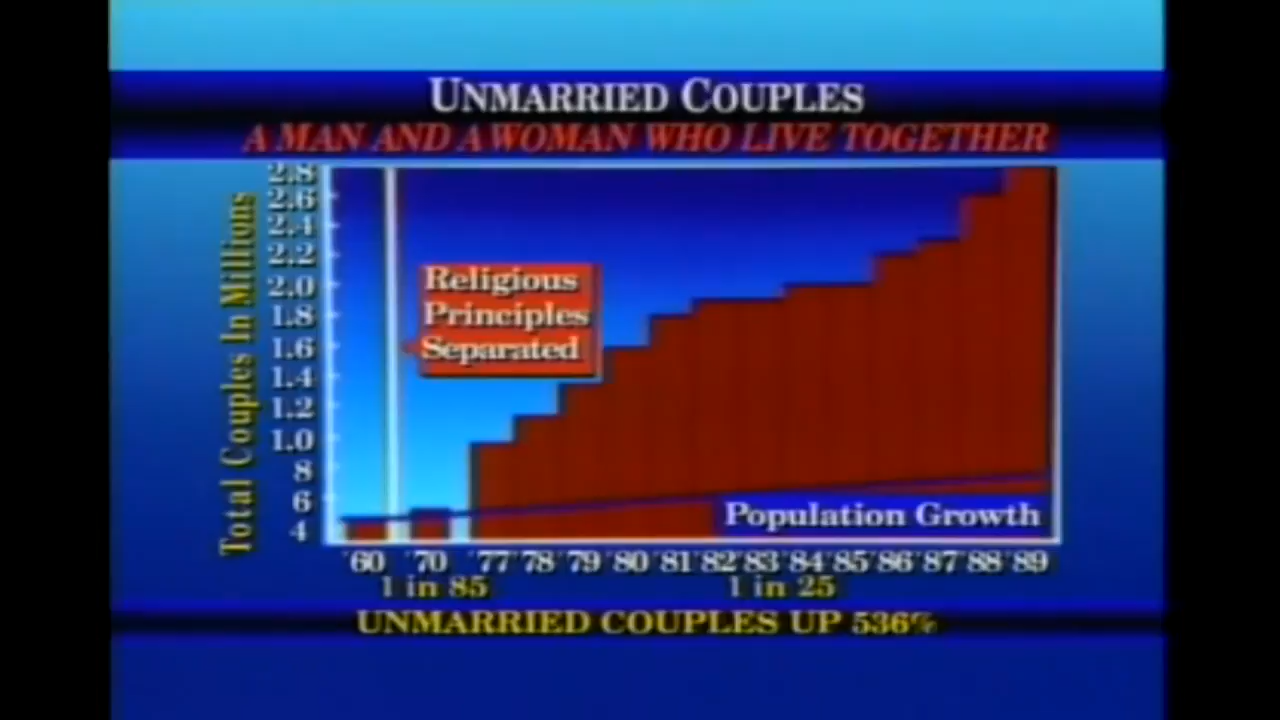 UNMARRIED COUPLES
A MAN AND A WOMAN WHO LIVE TOGETHER
Total Couples In Millions
2.8
2.6
2.4
2.2
2.0
1.8
1.6
1.4
1.2
1.0
8
6
4
Religious
Principles
Separated
Population Growth
'60 '70 '77 '78 '79 '80 '81 '82 '83 '84 '85 '86 '87 '88 '89
1 in 85 1 in 25
UNMARRIED COUPLES UP 536%